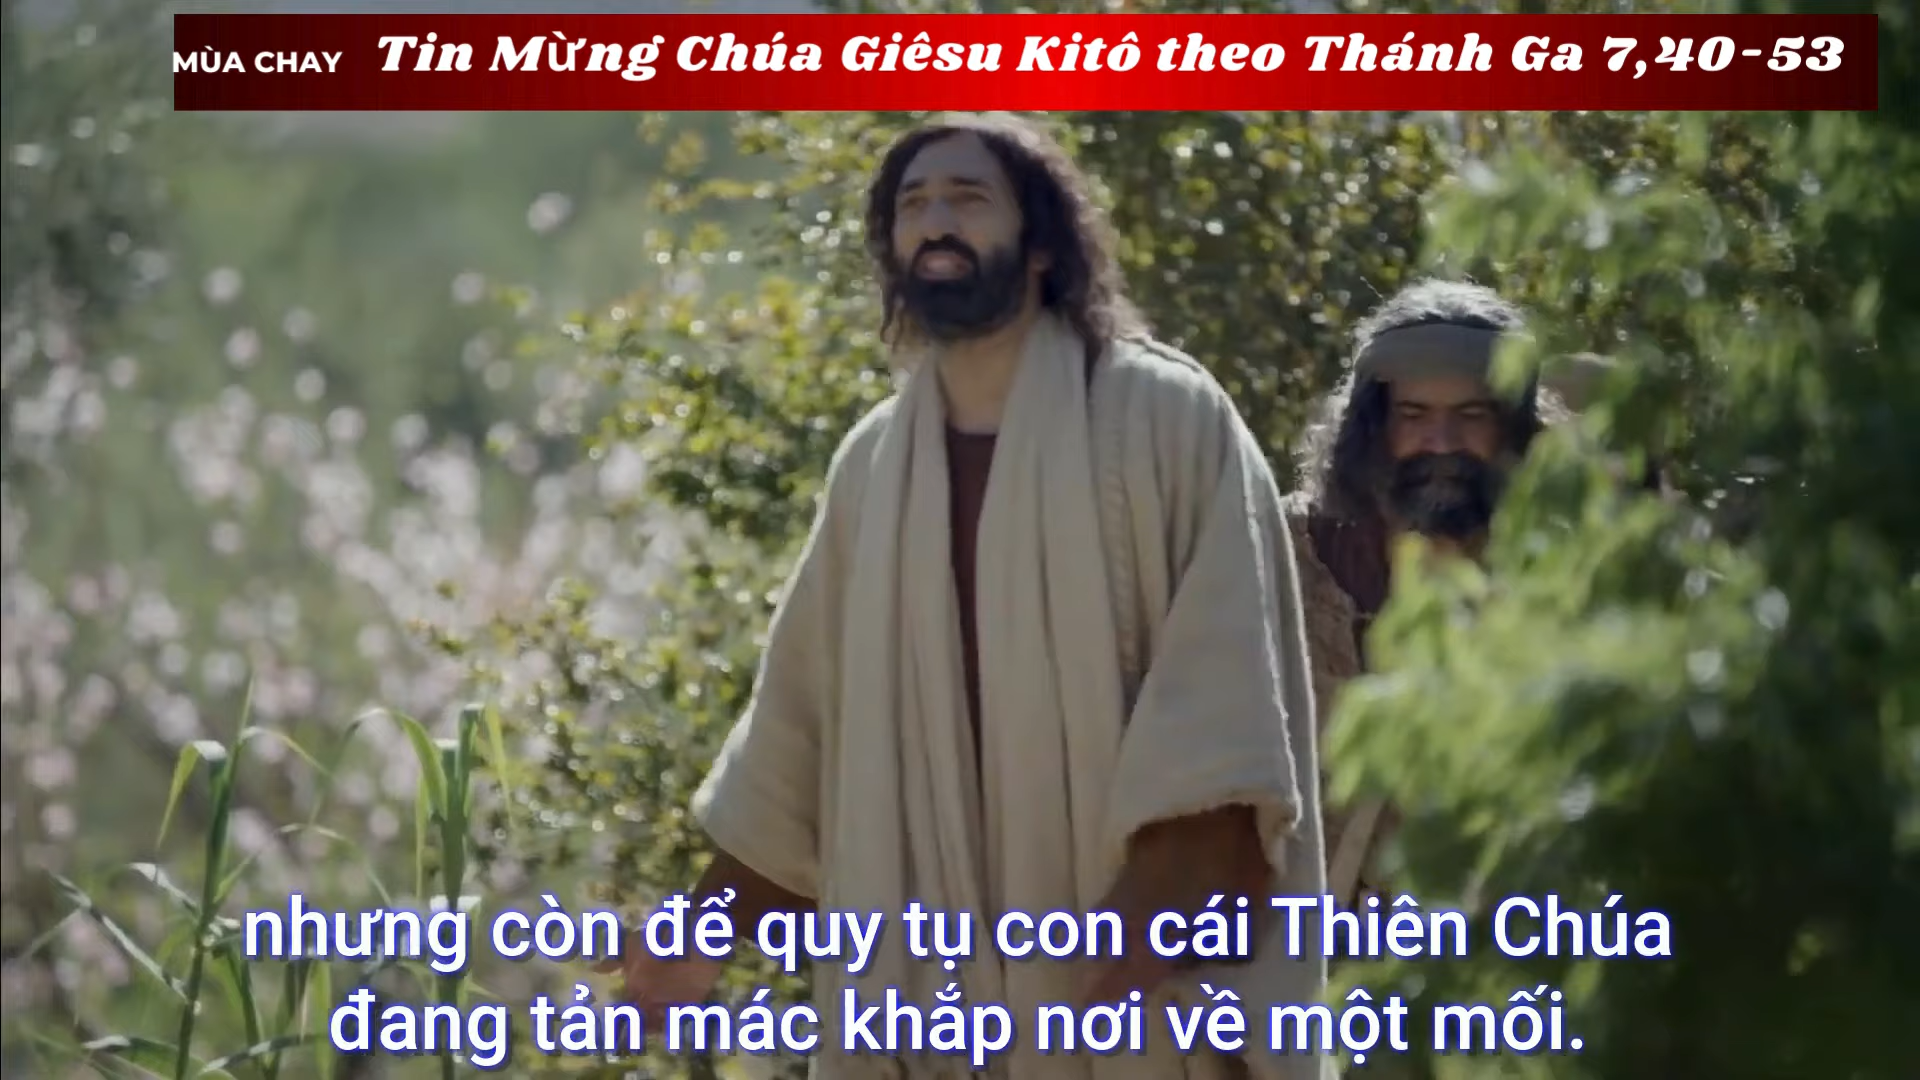 MÙA CHAY Tin Mừng Chúa Giêsu Kitô theo Thánh Ga 7,40-53
nhưng còn để quy tụ con cái Thiên Chúa
đang tản mác khắp nơi về một mối.